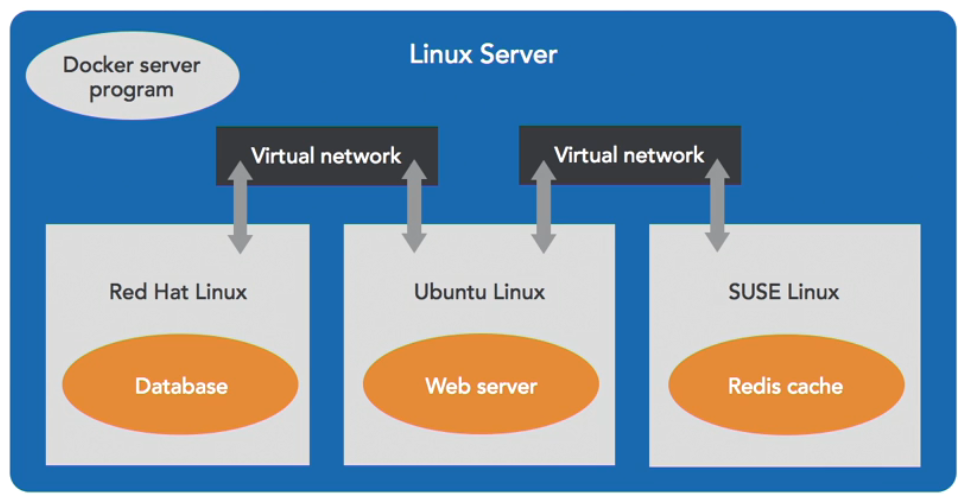 Linux Server
Docker server
program
Virtual network
Virtual network
Red Hat Linux
Ubuntu Linux
SUSE Linux
Database
Web server
Redis cache